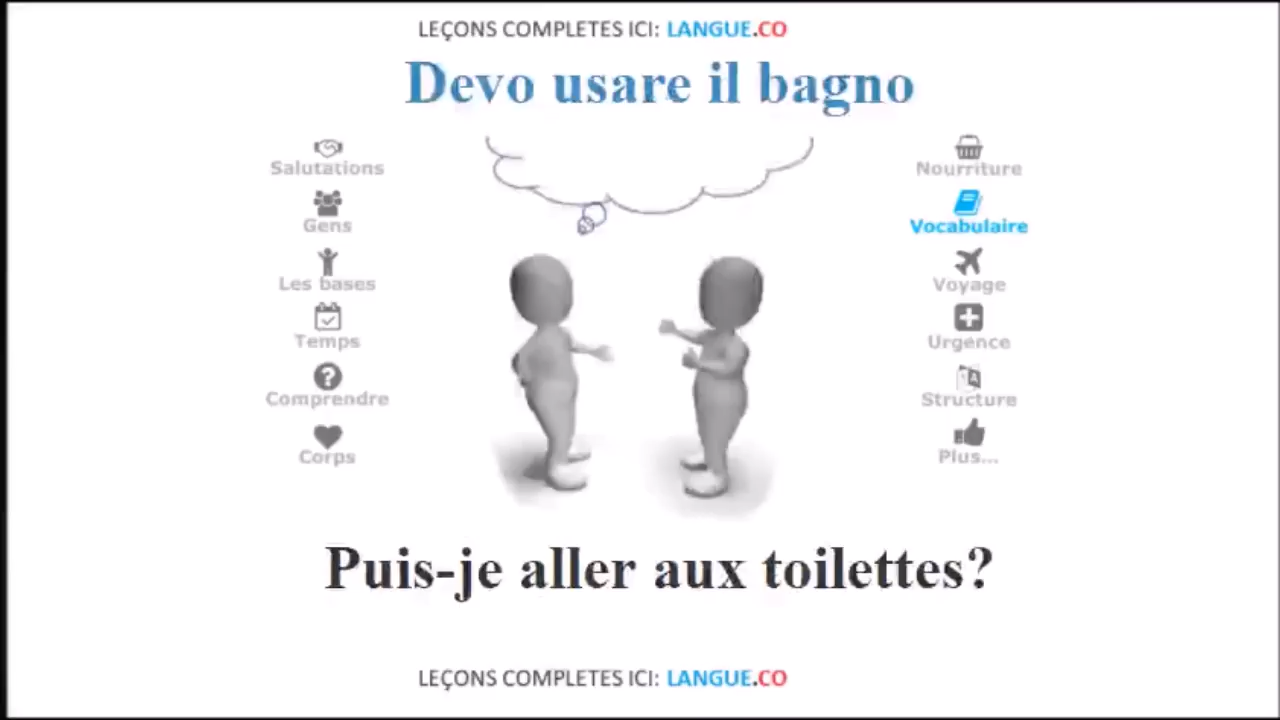 LEÇONS COMPLETES ICI: LANGUE.CO
Devo usare il bagno
Salutations
Gens
Les bases
Temps
Comprendre
Corps
Nourriture
Vocabulaire
Voyage
Urgence
Structure
Plus...
Puis-je aller aux toilettes?
LEÇONS COMPLETES ICI: LANGUE.CO